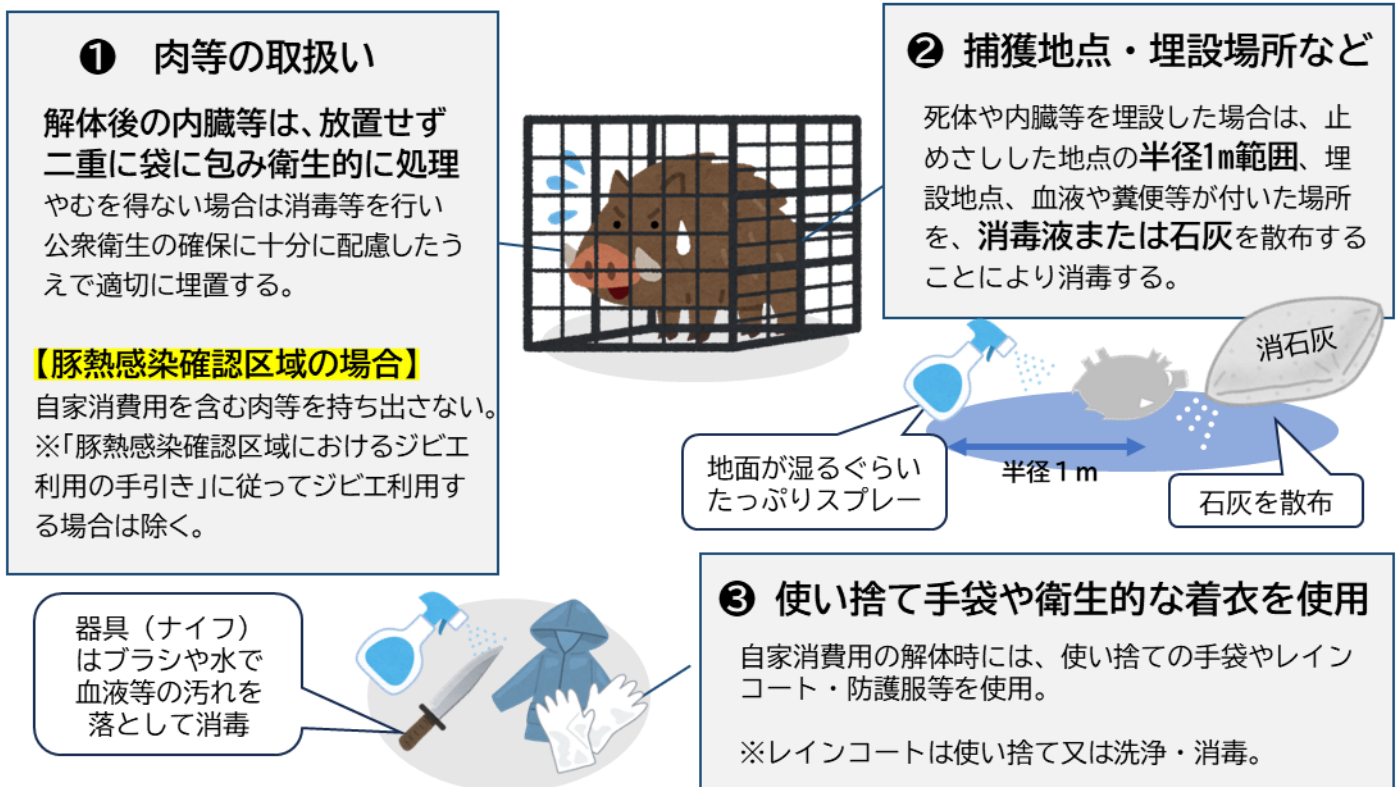 ❶ 肉等の取扱い
解体後の内臓等は、放置せず
二重に袋に包み衛生的に処理
やむを得ない場合は消毒等を行い
公衆衛生の確保に十分に配慮したう
えで適切に埋置する。
【豚熱感染確認区域の場合】
自家消費用を含む肉等を持ち出さない。
※「豚熱感染確認区域におけるジビエ
利用の手引き」に従ってジビエ利用す
る場合は除く。
❷ 捕獲地点・埋設場所など
死体や内臓等を埋設した場合は、止
めさしした地点の半径1m範囲、埋
設地点、血液や糞便等が付いた場所
を、消毒液または石灰を散布する
ことにより消毒する。
消石灰
地面が湿るぐらい
たっぷりスプレー
半径１ｍ
石灰を散布
器具（ナイフ）
はブラシや水で
血液等の汚れを
落として消毒
❸ 使い捨て手袋や衛生的な着衣を使用
自家消費用の解体時には、使い捨ての手袋やレイン
コート・防護服等を使用。
※レインコートは使い捨て又は洗浄・消毒。